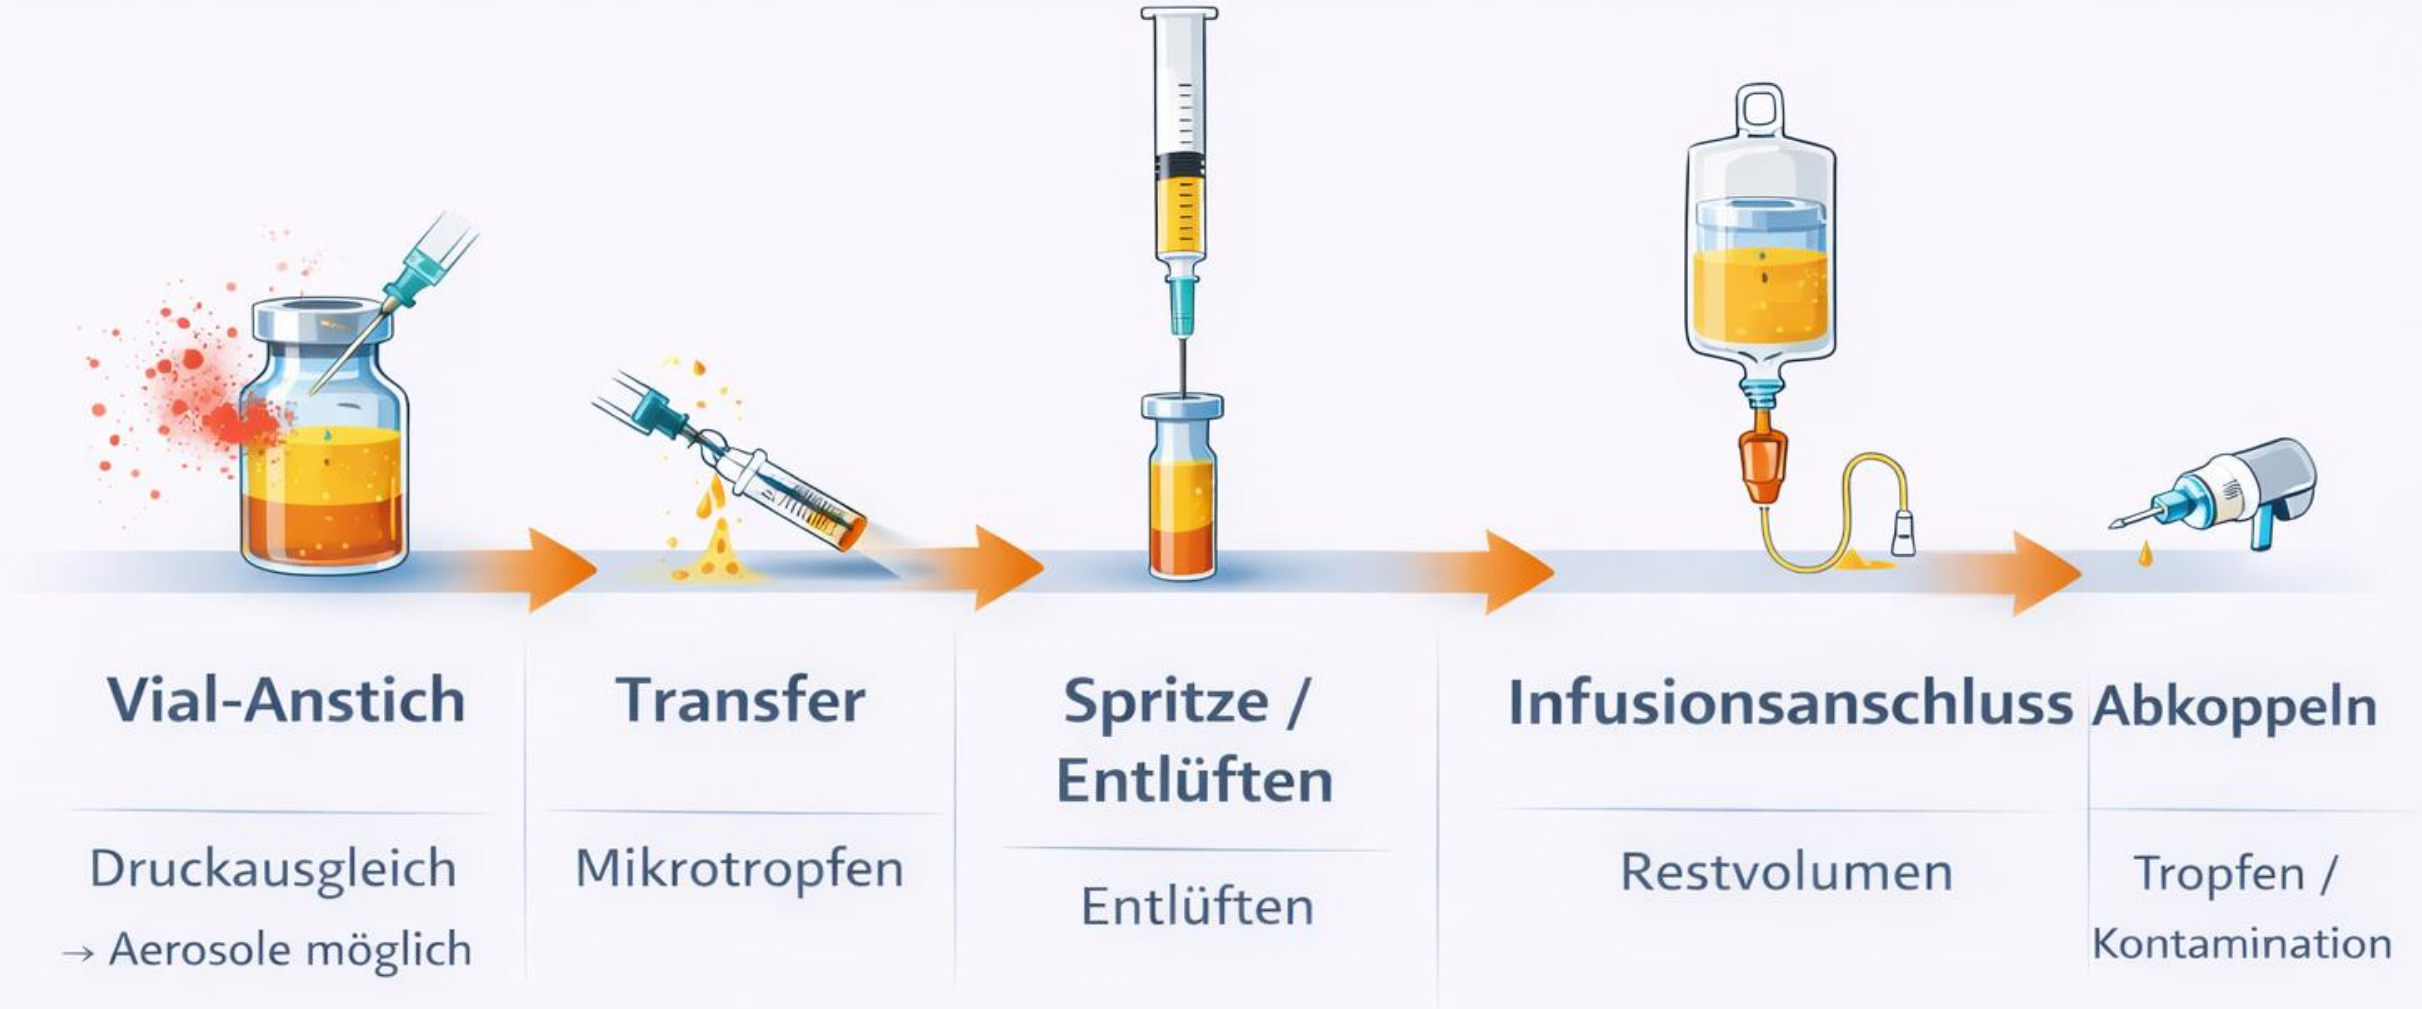 Vial-Anstich
Druckausgleich
→ Aerosole möglich
Transfer
Mikrotropfen
Spritze /
Entlüften
Entlüften
Infusionsanschluss
Restvolumen
Abkoppeln
Tropfen /
Kontamination